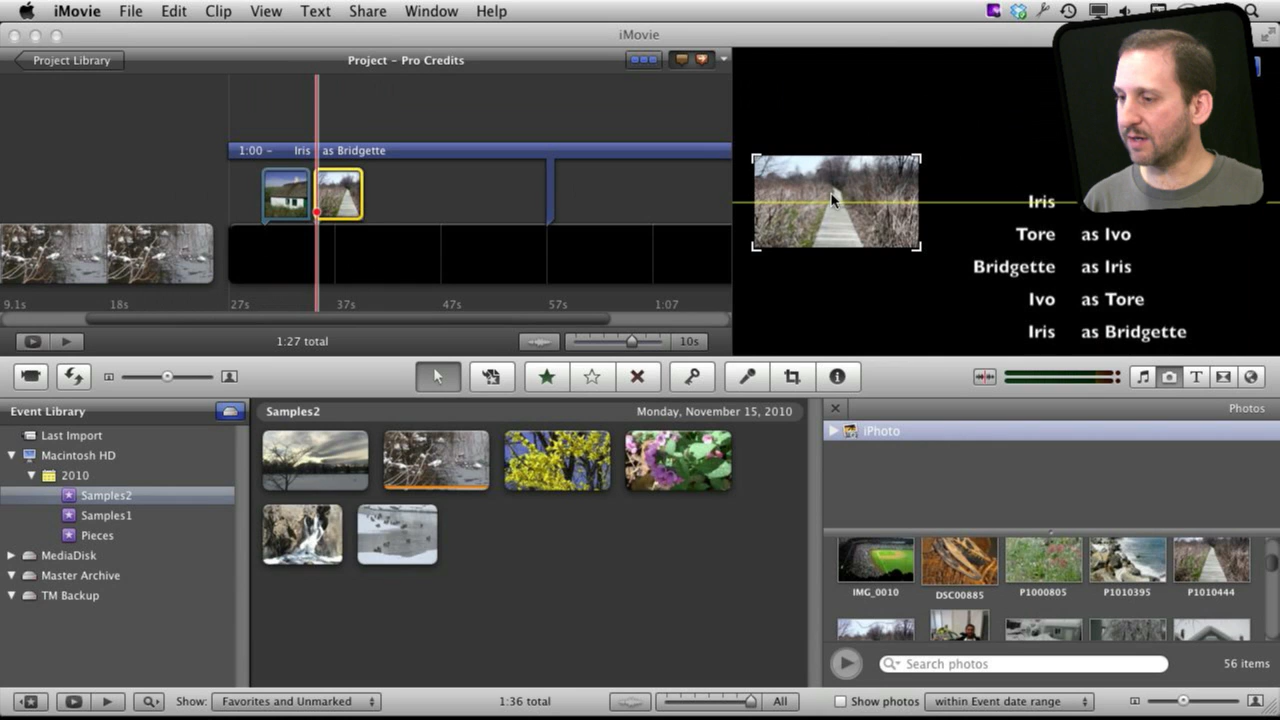 iMovie File Edit Clip View Text Share Window Help
iMovie
Project Library
Project - Pro Credits
1:00 - Iris as Bridgette
9.1s 18s 27s 37s 47s 57s 1:07
1:27 total
10s
Iris
Tore as Ivo
Bridgette as Iris
Ivo as Tore
Iris as Bridgette
Event Library
Last Import
Macintosh HD
2010
Samples2
Samples1
Pieces
MediaDisk
Master Archive
TM Backup
Samples2
Monday, November 15, 2010
Photos
iPhoto
IMG_0010 DSC00885 P1000805 P1010395 P1010444
Search photos
56 items
Show: Favorites and Unmarked
1:36 total
All
Show photos within Event date range